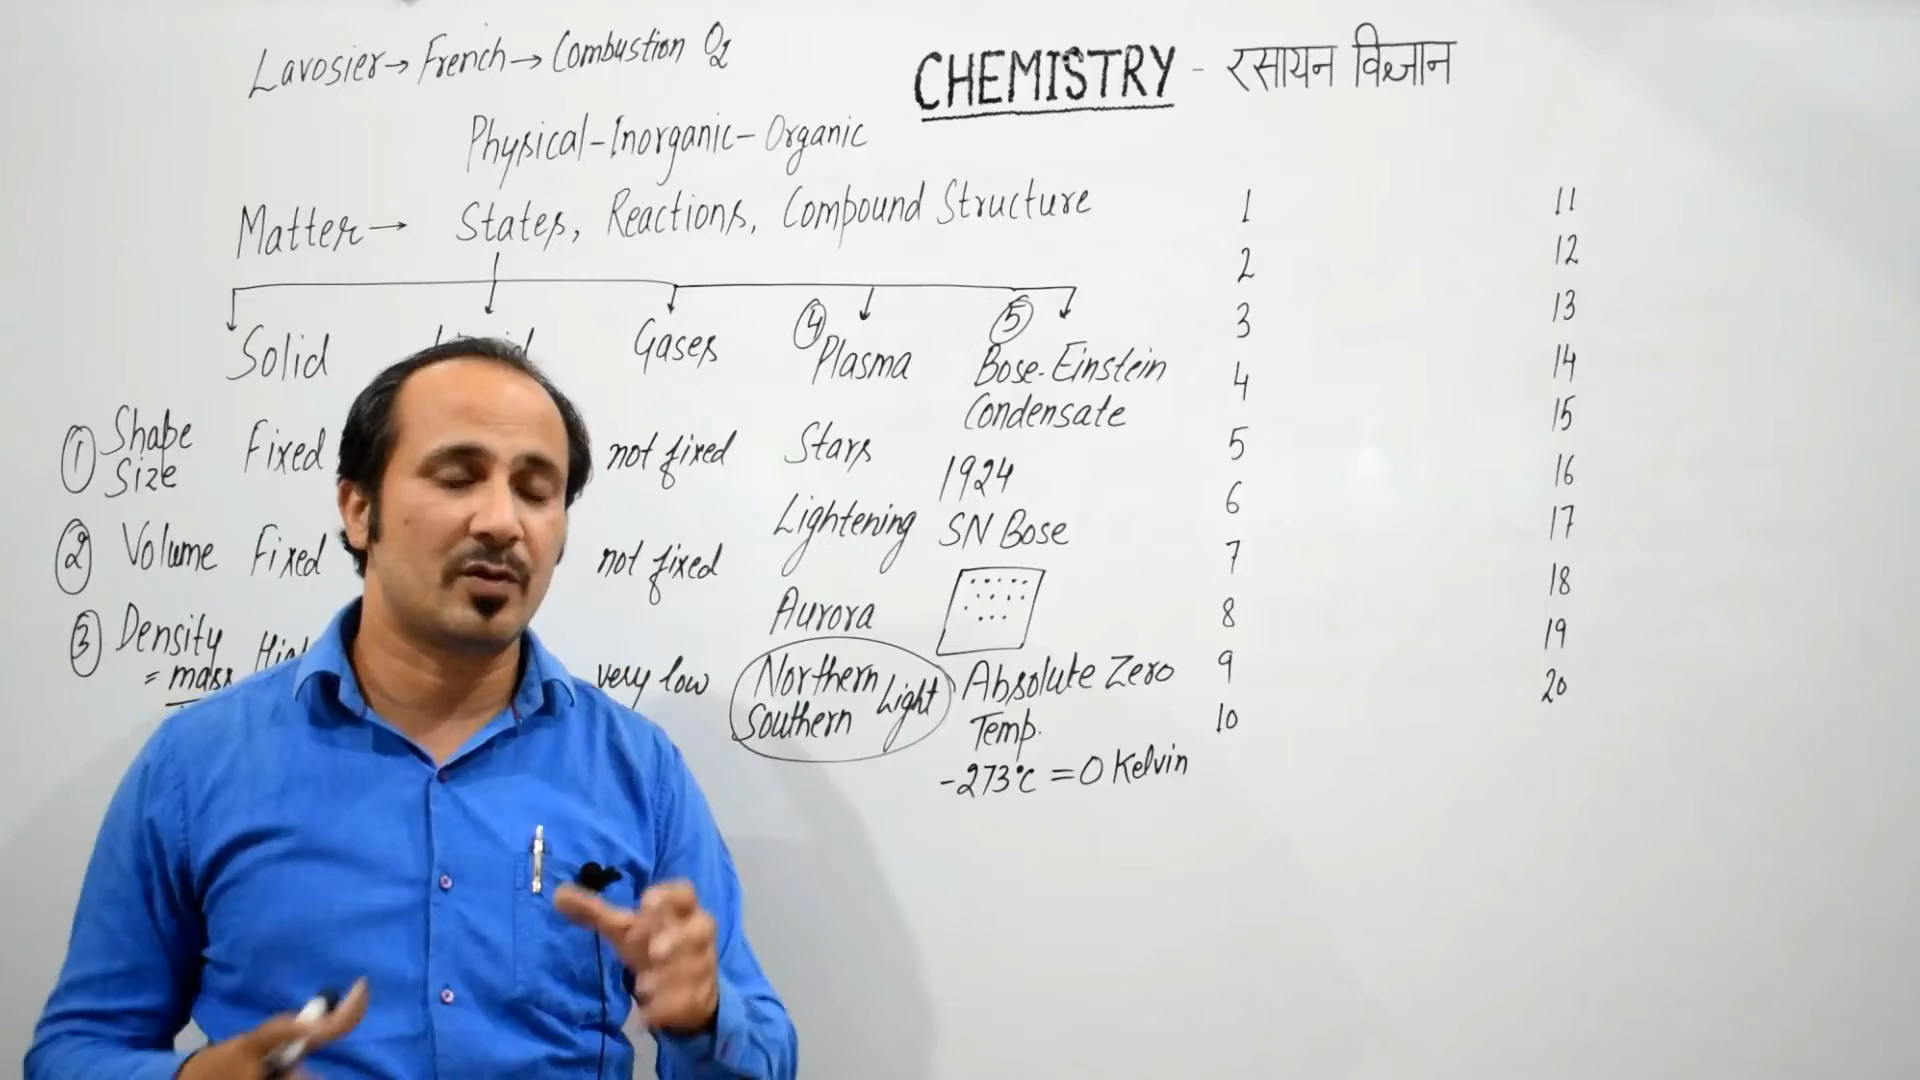 Lavosier→French→Combustion O2
CHEMISTRY - रसायन विज्ञान
Physical-Inorganic-Organic
Matter→ States, Reactions, Compound Structure
Solid
Gases
④ Plasma
⑤ Bose-Einstein
Condensate
① Shape
Size
Fixed
not fixed
Stars
1924
② Volume Fixed
not fixed
Lightening
SN Bose
③ Density
= mass
very low
Aurora
Northern
Southern
Light
Absolute Zero
Temp.
-273°C = 0 Kelvin
1
2
3
4
5
6
7
8
9
10
11
12
13
14
15
16
17
18
19
20